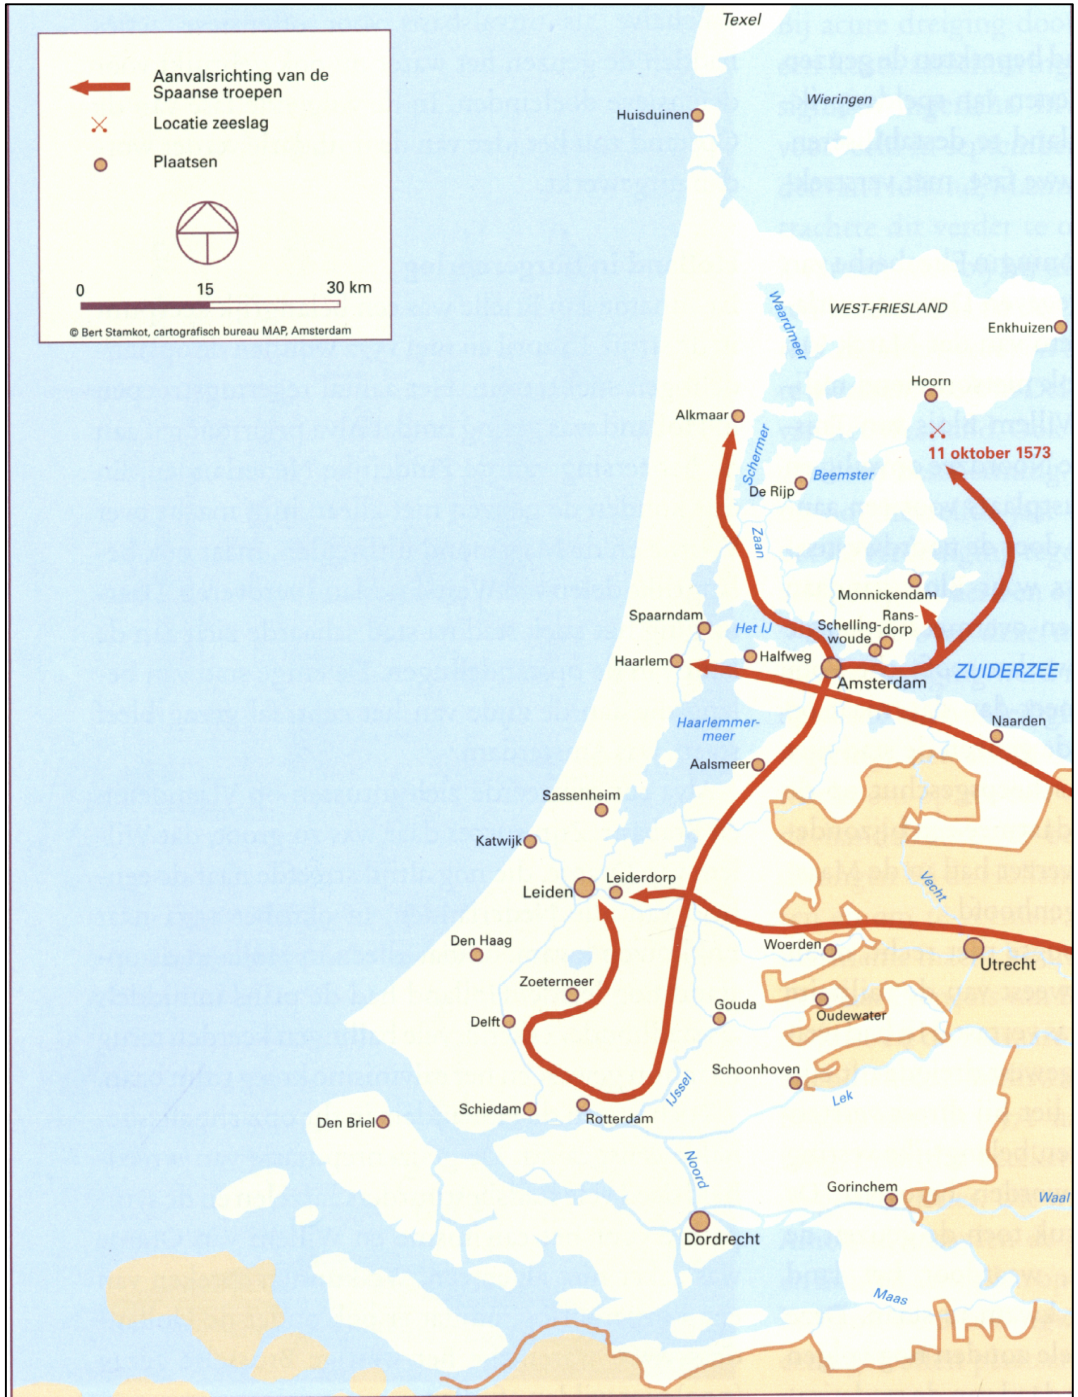 Texel
Aanvalsrichting van de
Spaanse troepen
Locatie zeeslag
Plaatsen
0 15 30 km
© Bert Stamkot, cartografisch bureau MAP, Amsterdam
Wieringen
Huisduinen
Waardmeer
WEST-FRIESLAND
Enkhuizen
Hoorn
Alkmaar
11 oktober 1573
Schermer
Beemster
De Rijp
Zaan
Monnickendam
Spaarndam
Het IJ
Schelling-
woude
Rans-
dorp
Haarlem
Halfweg
ZUIDERZEE
Amsterdam
Haarlemmer-
meer
Naarden
Aalsmeer
Sassenheim
Katwijk
Leiderdorp
Leiden
Vecht
Den Haag
Woerden
Utrecht
Zoetermeer
Gouda
Oudewater
Delft
Schoonhoven
IJssel
Lek
Schiedam
Rotterdam
Den Briel
Noord
Gorinchem
Waal
Dordrecht
Maas